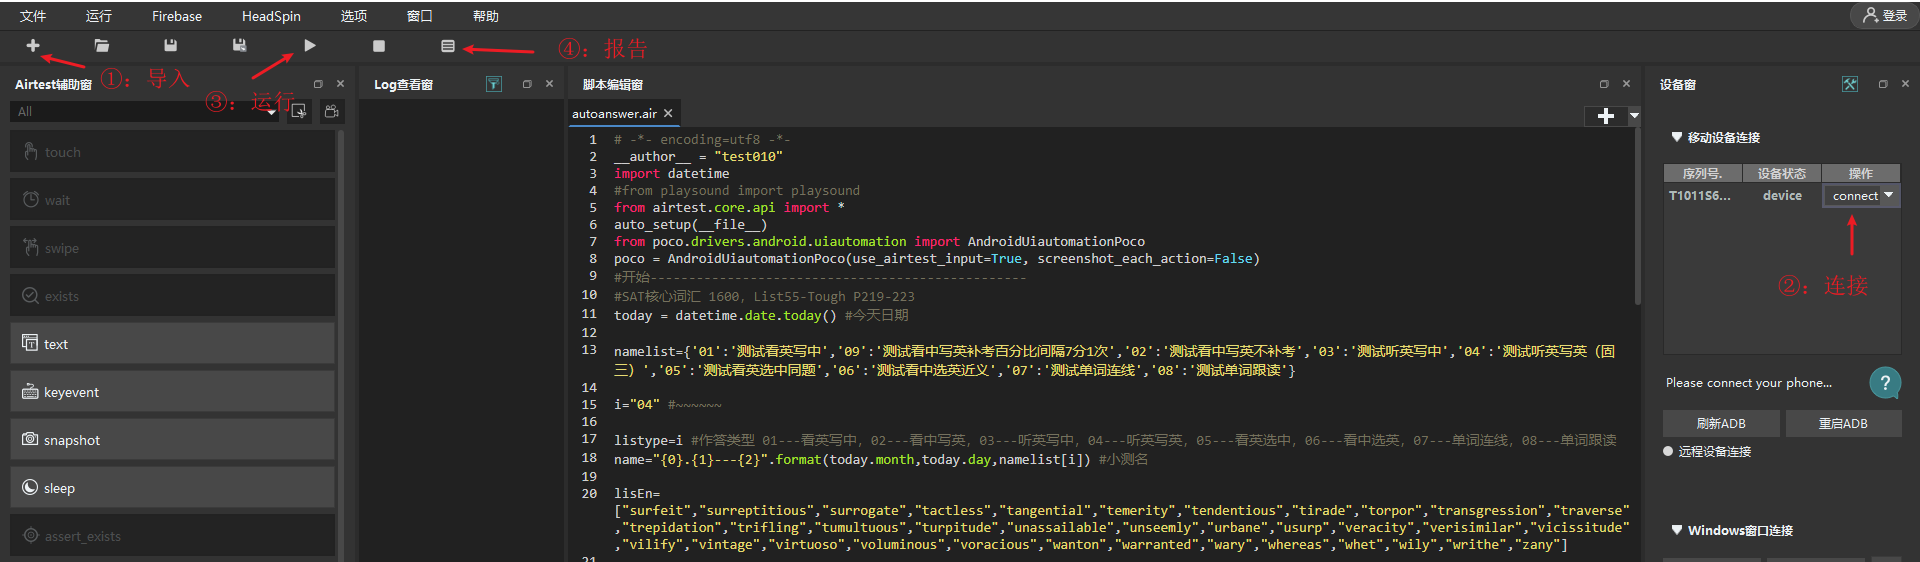 文件 运行 Firebase HeadSpin 选项 窗口 帮助 登录
①：导入
③：运行
④：报告
Airtest辅助窗
All
touch
wait
swipe
exists
text
keyevent
snapshot
sleep
assert_exists
Log查看窗
脚本编辑窗
autoanswer.air
1 # -*- encoding=utf8 -*-
2 __author__ = "test010"
3 import datetime
4 #from playsound import playsound
5 from airtest.core.api import *
6 auto_setup(__file__)
7 from poco.drivers.android.uiautomation import AndroidUiautomationPoco
8 poco = AndroidUiautomationPoco(use_airtest_input=True, screenshot_each_action=False)
9 #开始-------------------------------------------------
10 #SAT核心词汇 1600, List55-Tough P219-223
11 today = datetime.date.today() #今天日期
12
13 namelist={'01':'测试看英写中','09':'测试看中写英补考百分比间隔7分1次','02':'测试看中写英不补考','03':'测试听英写中','04':'测试听英写英（固
三）','05':'测试看英选中同题','06':'测试看中选英近义','07':'测试单词连线','08':'测试单词跟读'}
14
15 i="04" #~~~~~~
16
17 listype=i #作答类型 01---看英写中，02---看中写英，03---听英写中，04---听英写英，05---看英选中，06---看中选英，07---单词连线，08---单词跟读
18 name="{0}.{1}---{2}".format(today.month,today.day,namelist[i]) #小测名
19
20 lisEn=
["surfeit","surreptitious","surrogate","tactless","tangential","temerity","tendentious","tirade","torpor","transgression","traverse"
,"trepidation","trifling","tumultuous","turpitude","unassailable","unseemly","urbane","usurp","veracity","verisimilar","vicissitude"
,"vilify","vintage","virtuoso","voluminous","voracious","wanton","warranted","wary","whereas","whet","wily","writhe","zany"]
21
设备窗
移动设备连接
序列号. 设备状态 操作
T1011S6... device connect
②：连接
Please connect your phone...
?
刷新ADB 重启ADB
远程设备连接
Windows窗口连接